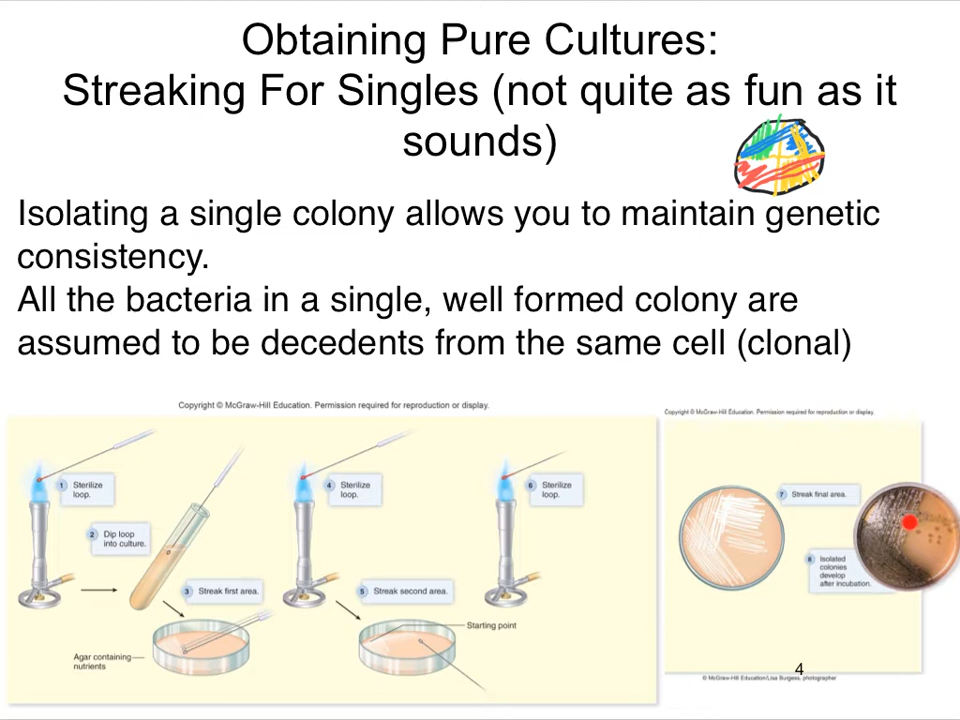 Obtaining Pure Cultures:
Streaking For Singles (not quite as fun as it
sounds)
Isolating a single colony allows you to maintain genetic
consistency.
All the bacteria in a single, well formed colony are
assumed to be decedents from the same cell (clonal)
Copyright © McGraw-Hill Education. Permission required for reproduction or display.
1 Sterilize
loop.
2 Dip loop
into culture.
3 Streak first area.
Agar containing
nutrients
4 Sterilize
loop.
5 Streak second area.
Starting point
6 Sterilize
loop.
Copyright © McGraw-Hill Education. Permission required for reproduction or display.
7 Streak final area.
8 Isolated
colonies
develop
after incubation.
4
© McGraw-Hill Education/Lisa Burgess, photographer